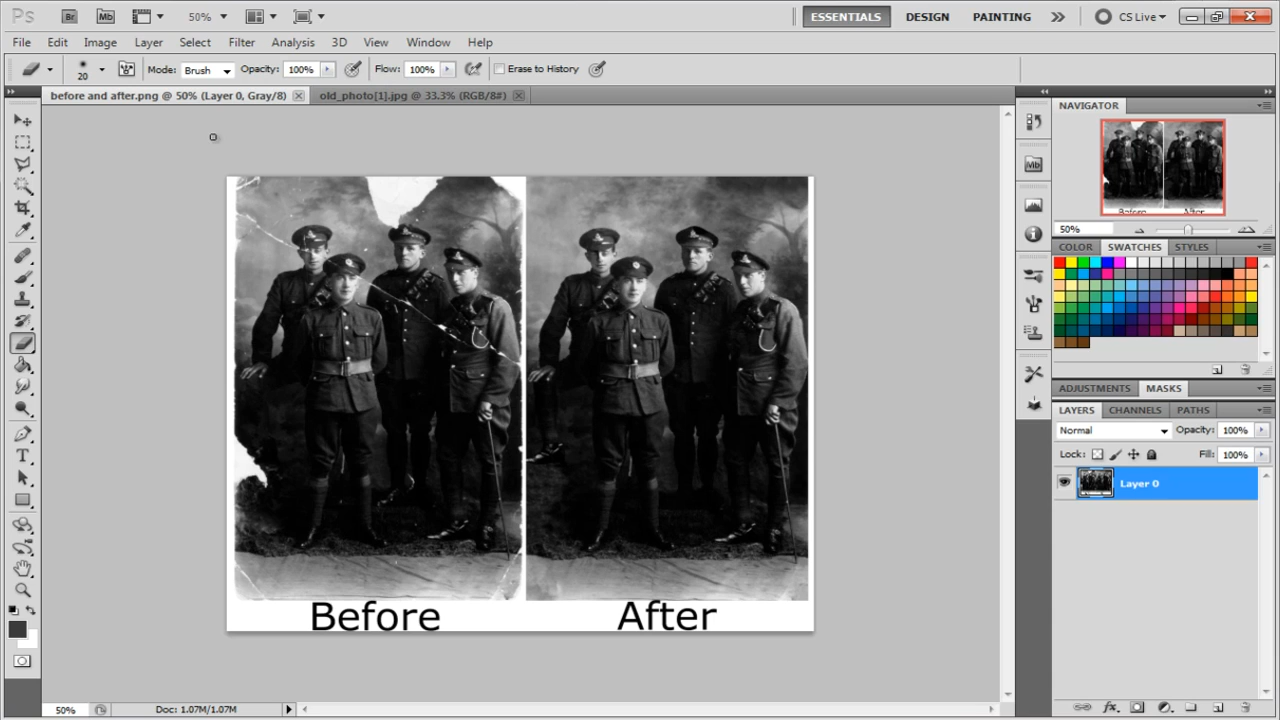 Ps Br Mb 50% ESSENTIALS DESIGN PAINTING CS Live
File Edit Image Layer Select Filter Analysis 3D View Window Help
20 Mode: Brush Opacity: 100% Flow: 100% Erase to History
before and after.png @ 50% (Layer 0, Gray/8) old_photo[1].jpg @ 33.3% (RGB/8#)
NAVIGATOR
Mb
Before After
50%
COLOR SWATCHES STYLES
ADJUSTMENTS MASKS
LAYERS CHANNELS PATHS
Normal Opacity: 100%
Lock: Fill: 100%
Layer 0
Before After
50% Doc: 1.07M/1.07M